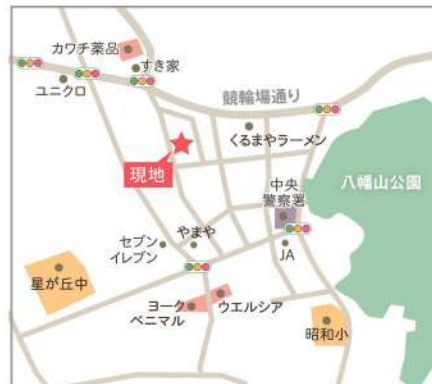 カワチ薬品
すき家
ユニクロ
競輪場通り
くるまやラーメン
現地
中央
警察署
八幡山公園
セブン
イレブン
やまや
JA
星が丘中
ヨーク
ベニマル
ウエルシア
昭和小